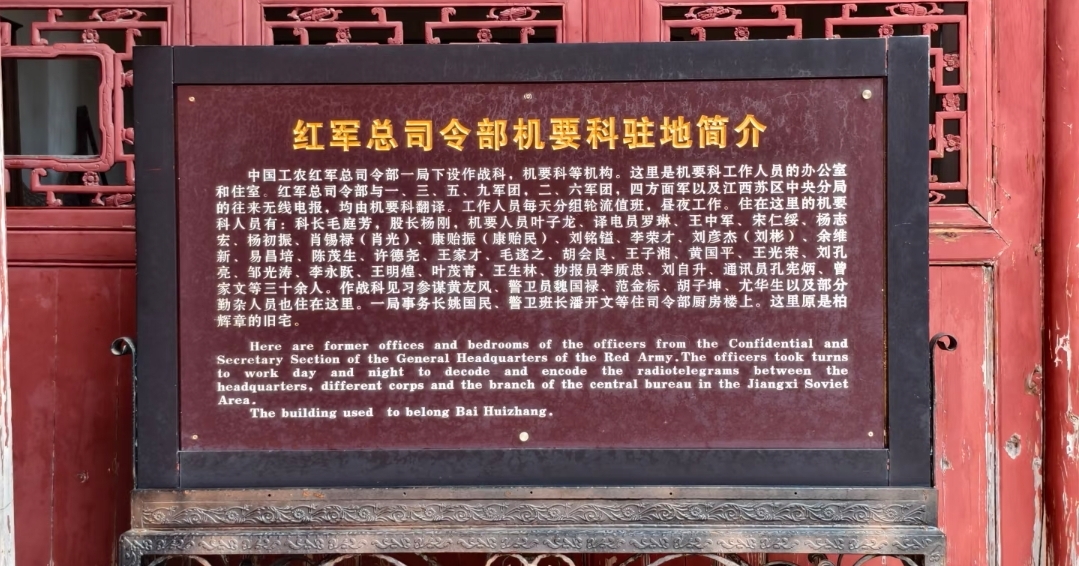 红军总司令部机要科驻地简介
中国工农红军总司令部一局下设作战科，机要科等机构。这里是机要科工作人员的办公室
和住室。红军总司令部与一、三、五、九军团，二、六军团，四方面军以及江西苏区中央分局
的往来无线电报，均由机要科翻译。工作人员每天分组轮流值班，昼夜工作。住在这里的机要
科人员有：科长毛庭芳，股长杨刚，机要人员叶子龙、译电员罗琳、王中军、宋仁绥、杨志
宏、杨初振、肖锡禄（肖光）、康贻振（康贻民）、刘铭镒、李荣才、刘彦杰（刘彬）、余维
新、易昌培、陈茂生、许德尧、王家才、毛遂之、胡会良、王子湘、黄国平、王光荣、刘孔
亮、邹光涛、李永跃、王明煌、叶茂青、王生林、抄报员李质忠、刘自升、通讯员孔宪炳、曾
家文等三十余人。作战科见习参谋黄友风、警卫员魏国禄、范金标、胡子坤、尤华生以及部分
勤杂人员也住在这里。一局事务长姚国民、警卫班长潘开文等住司令部厨房楼上。这里原是柏
辉章的旧宅。
Here are former offices and bedrooms of the officers from the Confidential and
Secretary Section of the General Headquarters of the Red Army.The officers took turns
to work day and night to decode and encode the radiotelegrams between the
headquarters, different corps and the branch of the central bureau in the Jiangxi Soviet
Area.
The building used to belong Bai Huizhang.